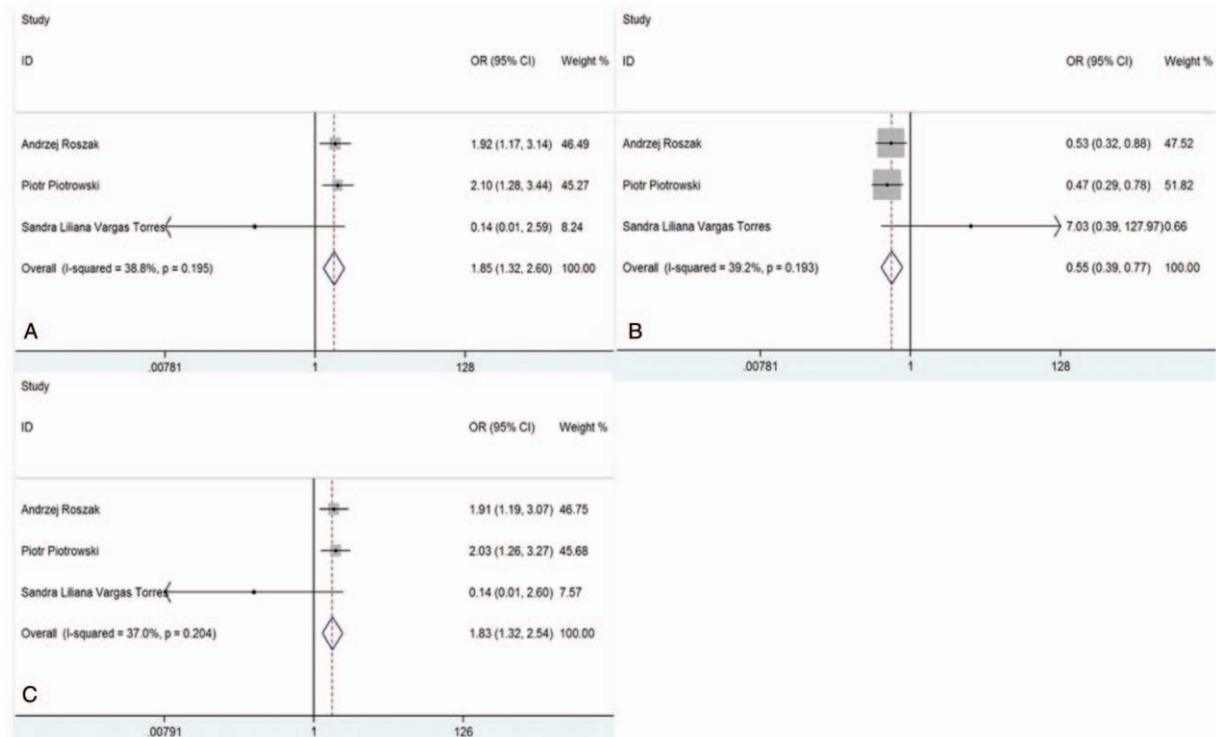 Study
ID OR (95% CI) Weight %
Andrzej Roszak 1.92 (1.17, 3.14) 46.49
Piotr Piotrowski 2.10 (1.28, 3.44) 45.27
Sandra Liliana Vargas Torres 0.14 (0.01, 2.59) 8.24
Overall (I-squared = 38.8%, p = 0.195) 1.85 (1.32, 2.60) 100.00
A
.00781 1 128
Study
ID OR (95% CI) Weight %
Andrzej Roszak 0.53 (0.32, 0.88) 47.52
Piotr Piotrowski 0.47 (0.29, 0.78) 51.82
Sandra Liliana Vargas Torres 7.03 (0.39, 127.97) 0.66
Overall (I-squared = 39.2%, p = 0.193) 0.55 (0.39, 0.77) 100.00
B
.00781 1 128
Study
ID OR (95% CI) Weight %
Andrzej Roszak 1.91 (1.19, 3.07) 46.75
Piotr Piotrowski 2.03 (1.26, 3.27) 45.68
Sandra Liliana Vargas Torres 0.14 (0.01, 2.60) 7.57
Overall (I-squared = 37.0%, p = 0.204) 1.83 (1.32, 2.54) 100.00
C
.00791 1 126